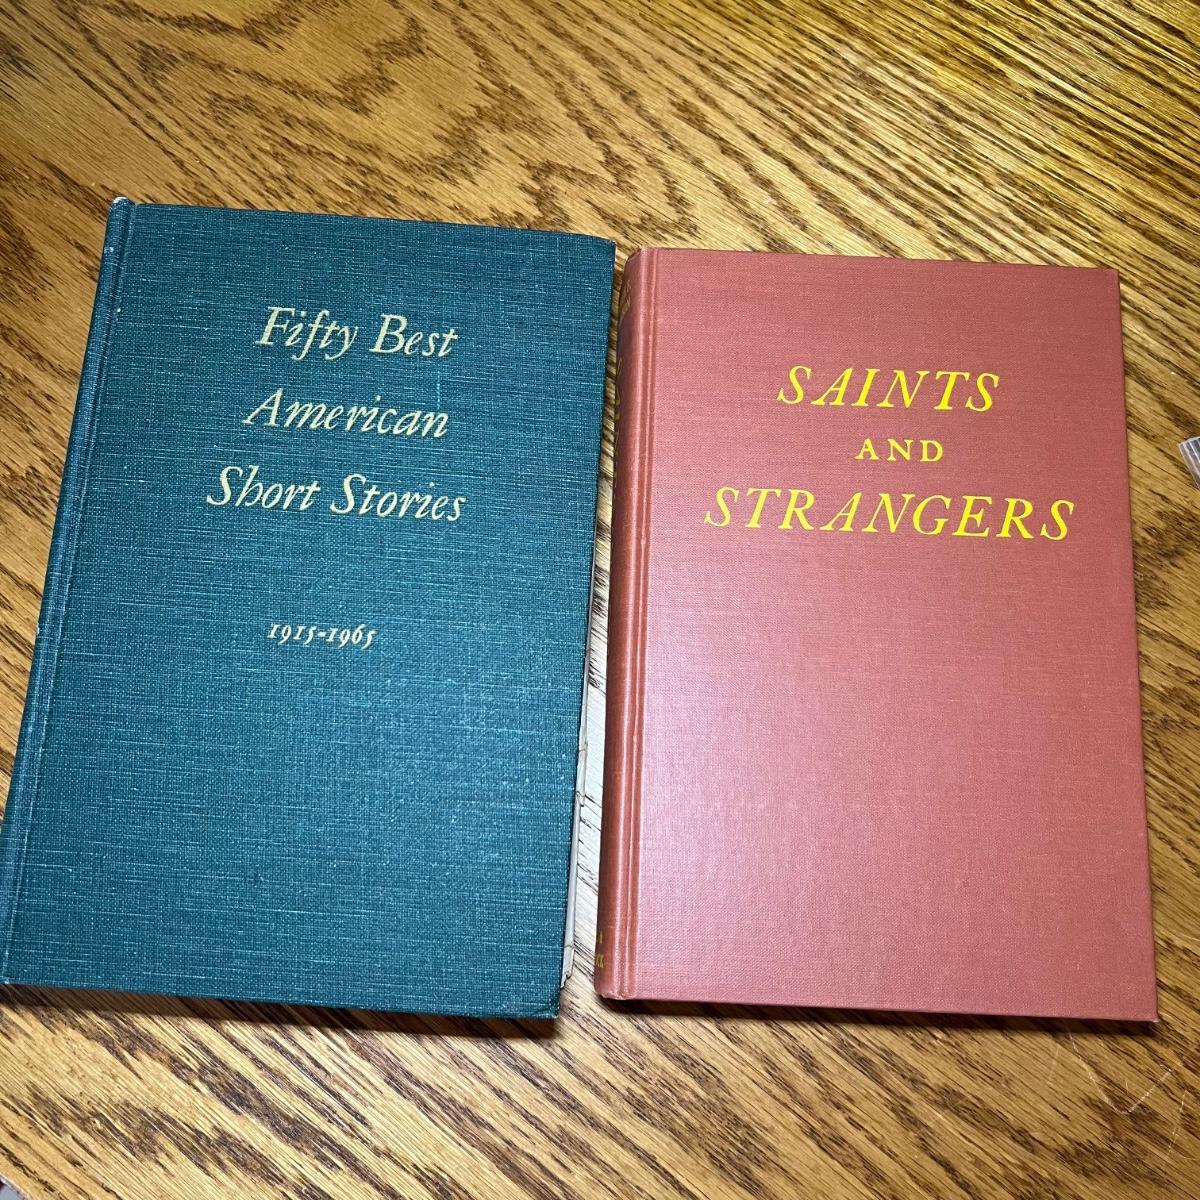 Fifty Best
American
Short Stories
1915-1965
SAINTS
AND
STRANGERS